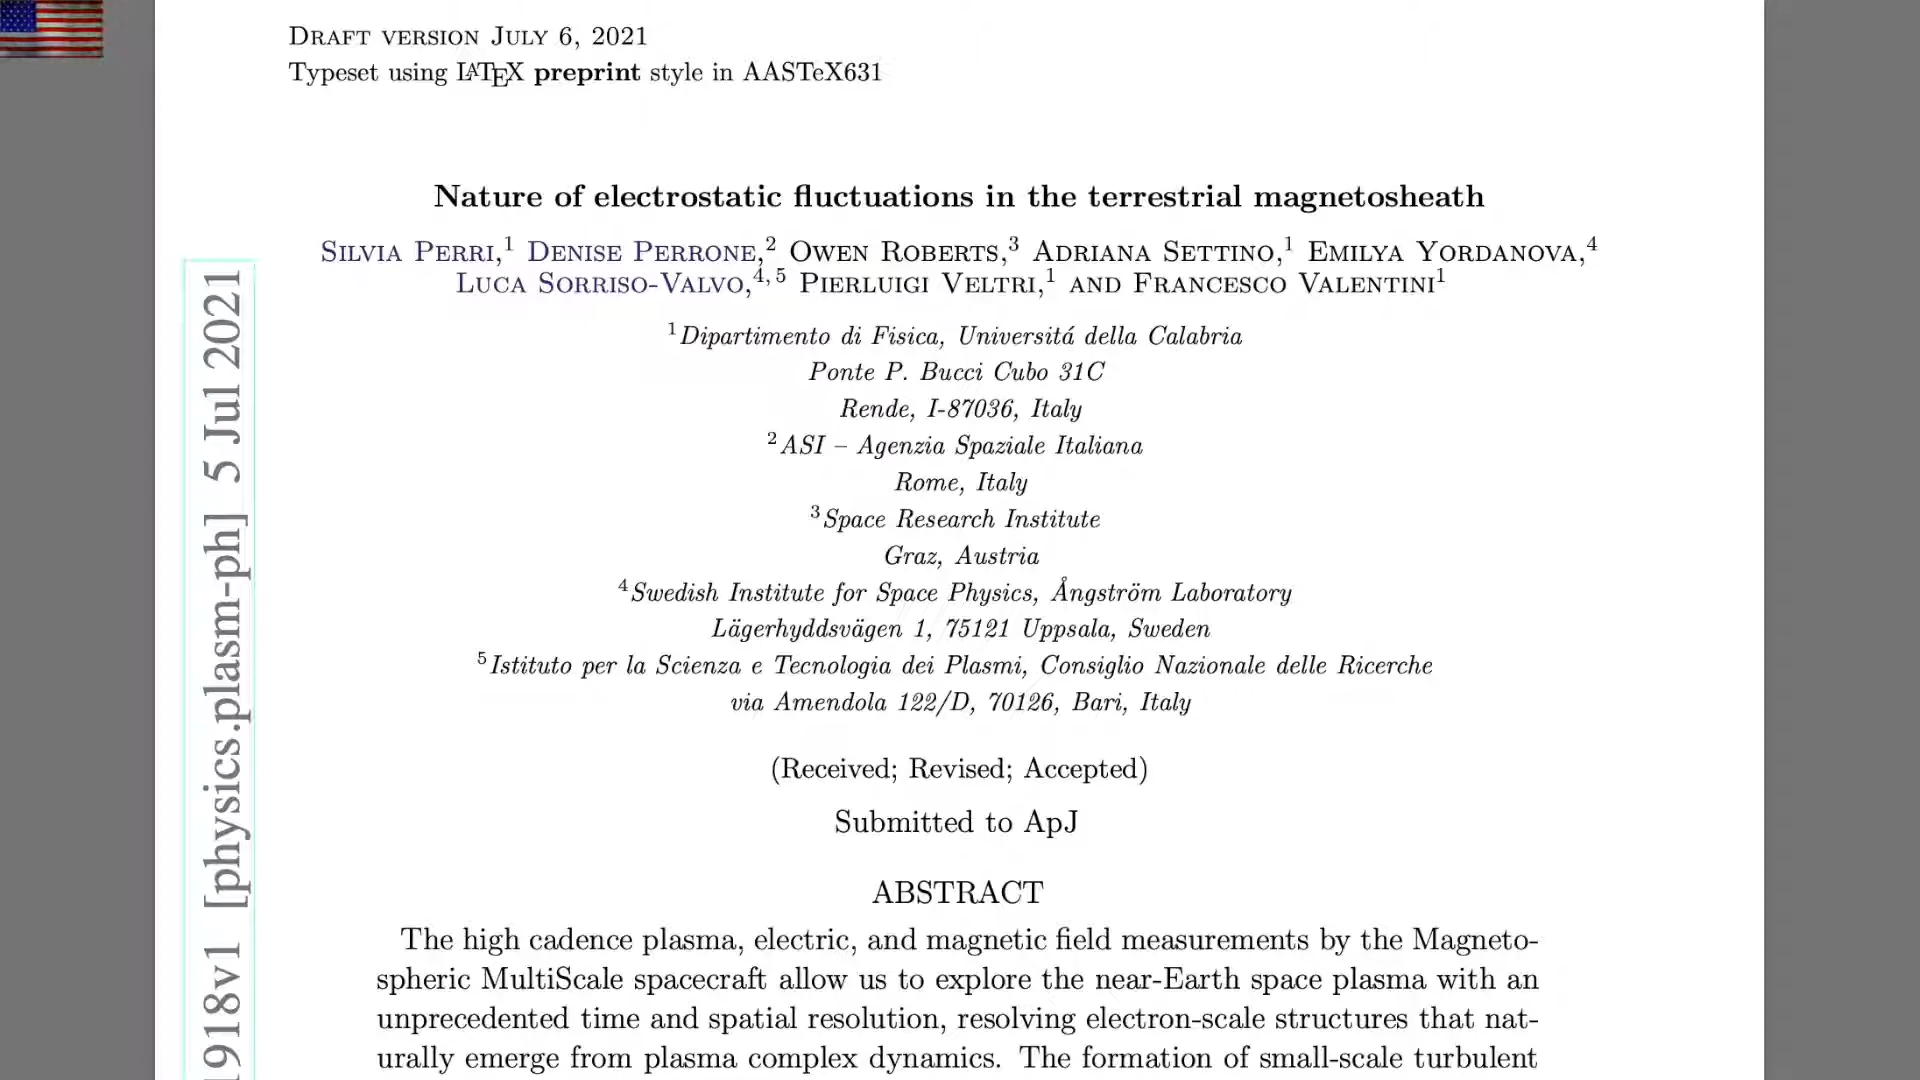 Draft version July 6, 2021
Typeset using LATEX preprint style in AASTeX631
Nature of electrostatic fluctuations in the terrestrial magnetosheath
Silvia Perri,1 Denise Perrone,2 Owen Roberts,3 Adriana Settino,1 Emilya Yordanova,4
Luca Sorriso-Valvo,4, 5 Pierluigi Veltri,1 and Francesco Valentini1
1Dipartimento di Fisica, Universitá della Calabria
Ponte P. Bucci Cubo 31C
Rende, I-87036, Italy
2ASI – Agenzia Spaziale Italiana
Rome, Italy
3Space Research Institute
Graz, Austria
4Swedish Institute for Space Physics, Ångström Laboratory
Lägerhyddsvägen 1, 75121 Uppsala, Sweden
5Istituto per la Scienza e Tecnologia dei Plasmi, Consiglio Nazionale delle Ricerche
via Amendola 122/D, 70126, Bari, Italy
(Received; Revised; Accepted)
Submitted to ApJ
ABSTRACT
The high cadence plasma, electric, and magnetic field measurements by the Magneto-
spheric MultiScale spacecraft allow us to explore the near-Earth space plasma with an
unprecedented time and spatial resolution, resolving electron-scale structures that nat-
urally emerge from plasma complex dynamics. The formation of small-scale turbulent
1918v1 [physics.plasm-ph] 5 Jul 2021